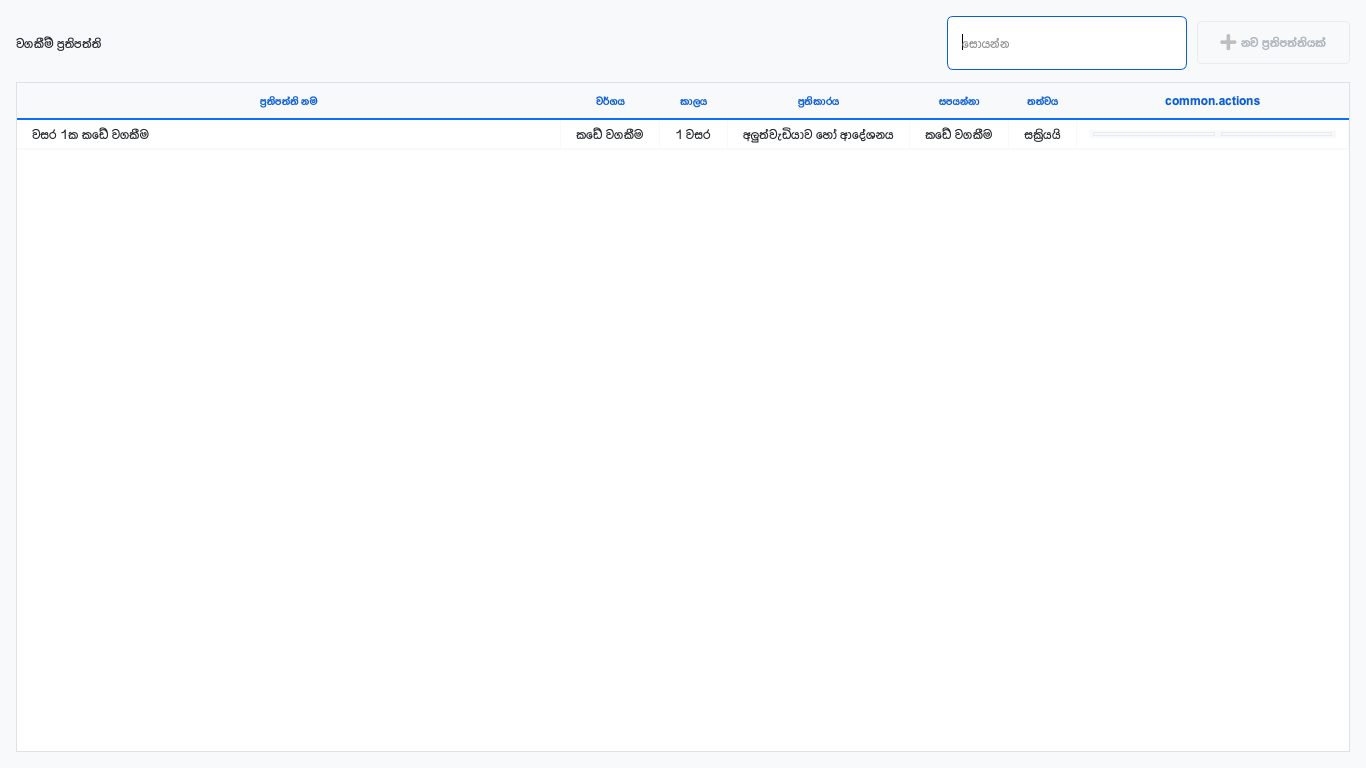 වගකීම් ප්‍රතිපත්ති
සොයන්න
නව ප්‍රතිපත්තියක්
ප්‍රතිපත්ති නම
වර්ගය
කාලය
ප්‍රතිකාරය
සපයන්නා
තත්වය
common.actions
වසර 1ක කඩේ වගකීම
කඩේ වගකීම
1 වසර
අලුත්වැඩියාව හෝ ආදේශනය
කඩේ වගකීම
සක්‍රියයි